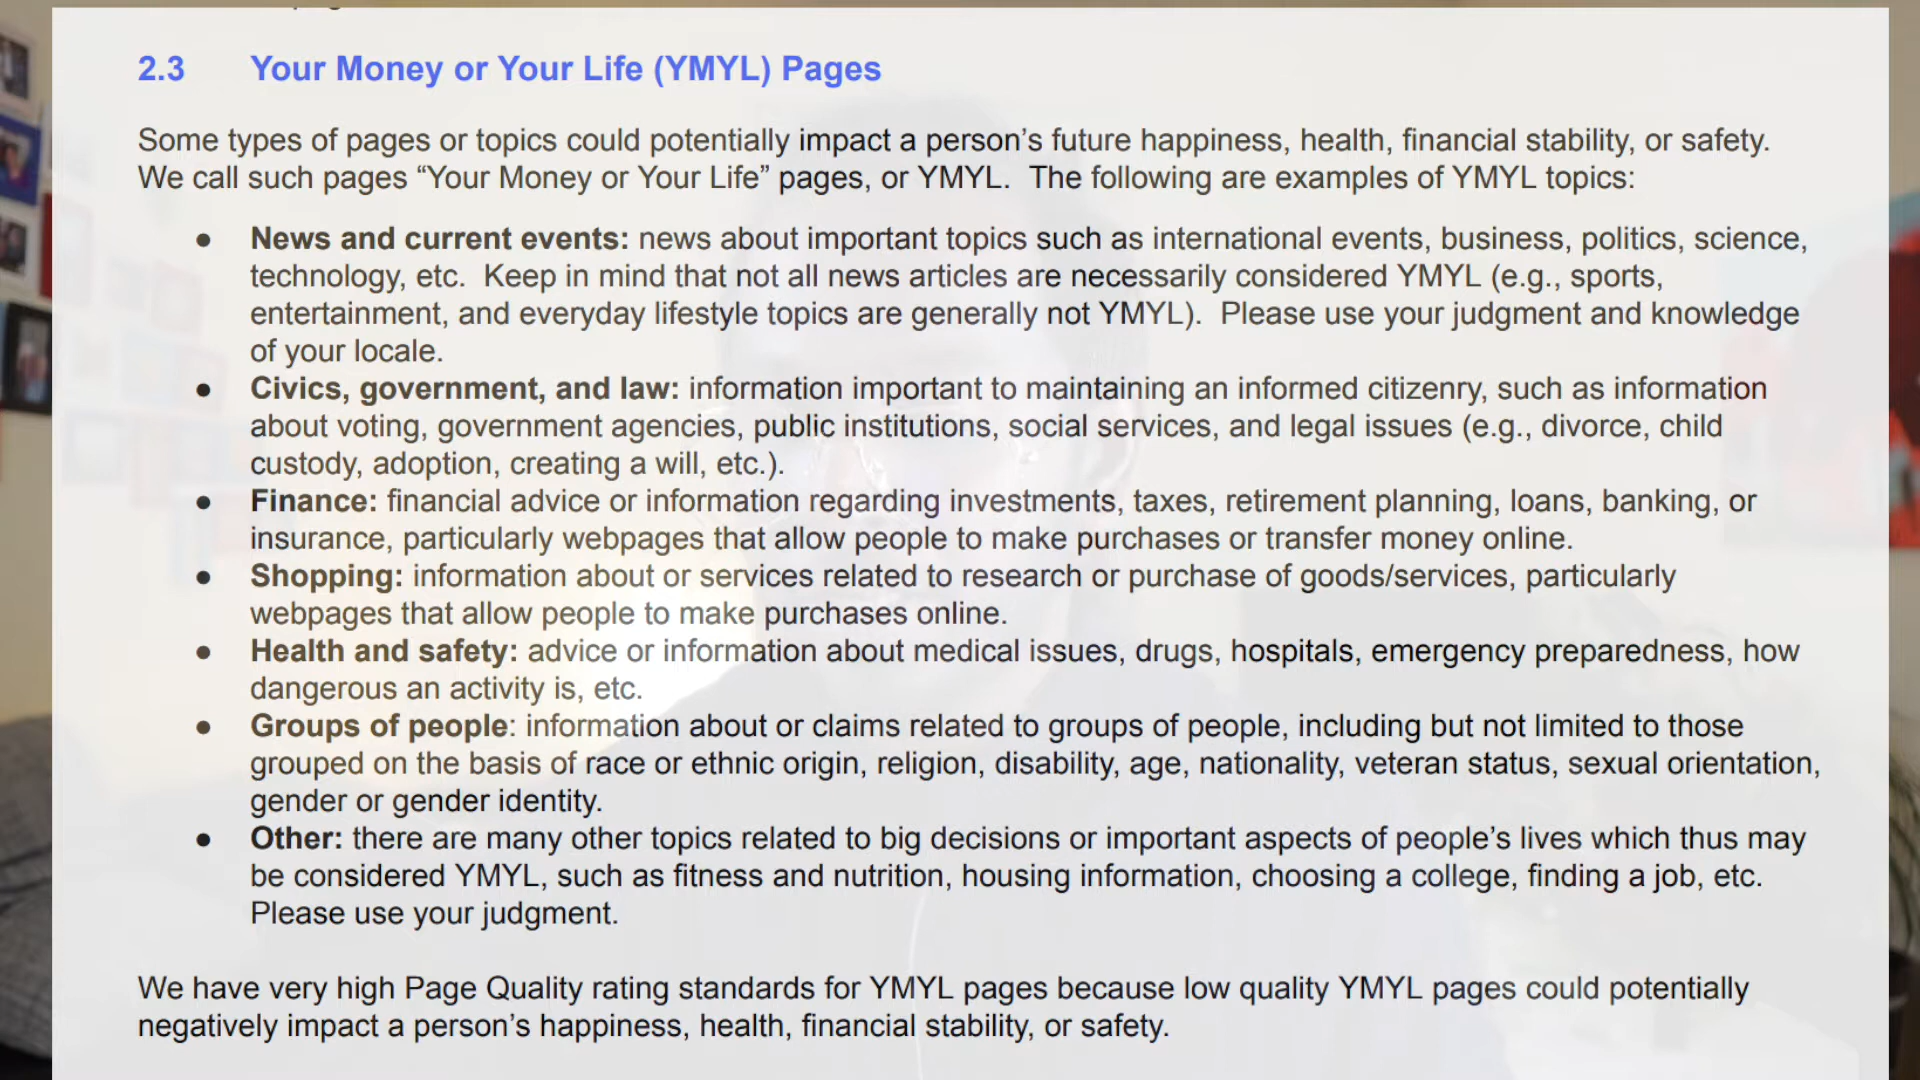 2.3 Your Money or Your Life (YMYL) Pages
Some types of pages or topics could potentially impact a person’s future happiness, health, financial stability, or safety.
We call such pages “Your Money or Your Life” pages, or YMYL. The following are examples of YMYL topics:
● News and current events: news about important topics such as international events, business, politics, science,
technology, etc. Keep in mind that not all news articles are necessarily considered YMYL (e.g., sports,
entertainment, and everyday lifestyle topics are generally not YMYL). Please use your judgment and knowledge
of your locale.
● Civics, government, and law: information important to maintaining an informed citizenry, such as information
about voting, government agencies, public institutions, social services, and legal issues (e.g., divorce, child
custody, adoption, creating a will, etc.).
● Finance: financial advice or information regarding investments, taxes, retirement planning, loans, banking, or
insurance, particularly webpages that allow people to make purchases or transfer money online.
● Shopping: information about or services related to research or purchase of goods/services, particularly
webpages that allow people to make purchases online.
● Health and safety: advice or information about medical issues, drugs, hospitals, emergency preparedness, how
dangerous an activity is, etc.
● Groups of people: information about or claims related to groups of people, including but not limited to those
grouped on the basis of race or ethnic origin, religion, disability, age, nationality, veteran status, sexual orientation,
gender or gender identity.
● Other: there are many other topics related to big decisions or important aspects of people’s lives which thus may
be considered YMYL, such as fitness and nutrition, housing information, choosing a college, finding a job, etc.
Please use your judgment.
We have very high Page Quality rating standards for YMYL pages because low quality YMYL pages could potentially
negatively impact a person’s happiness, health, financial stability, or safety.